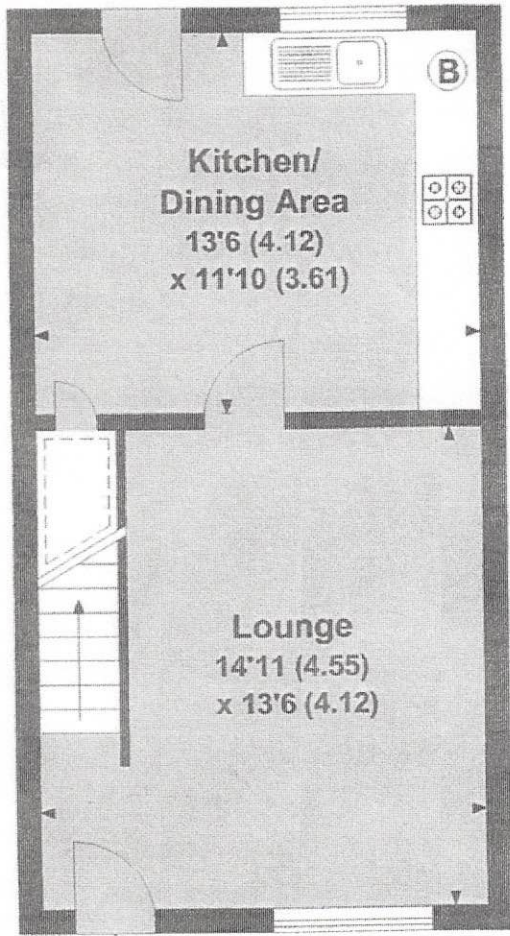 B
Kitchen/
Dining Area
13'6 (4.12)
x 11'10 (3.61)
Lounge
14'11 (4.55)
x 13'6 (4.12)